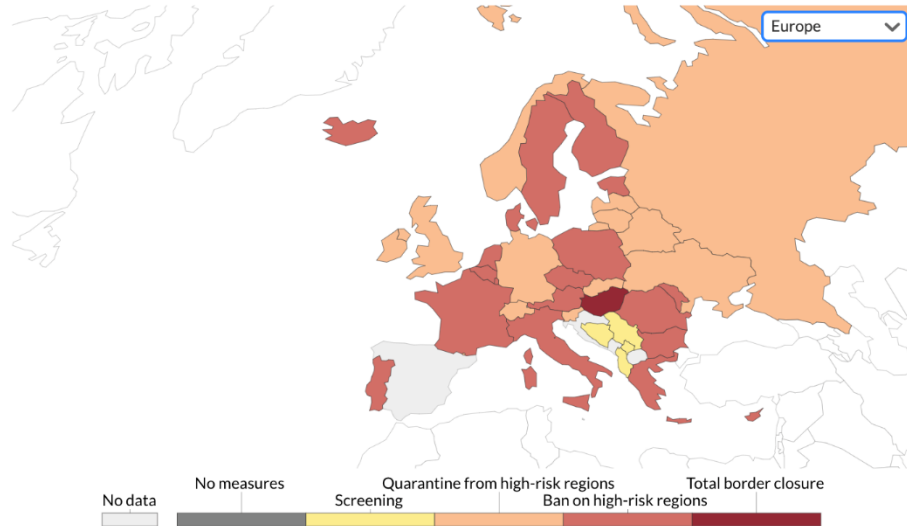 Europe
No measures
Quarantine from high-risk regions
Total border closure
No data
Screening
Ban on high-risk regions